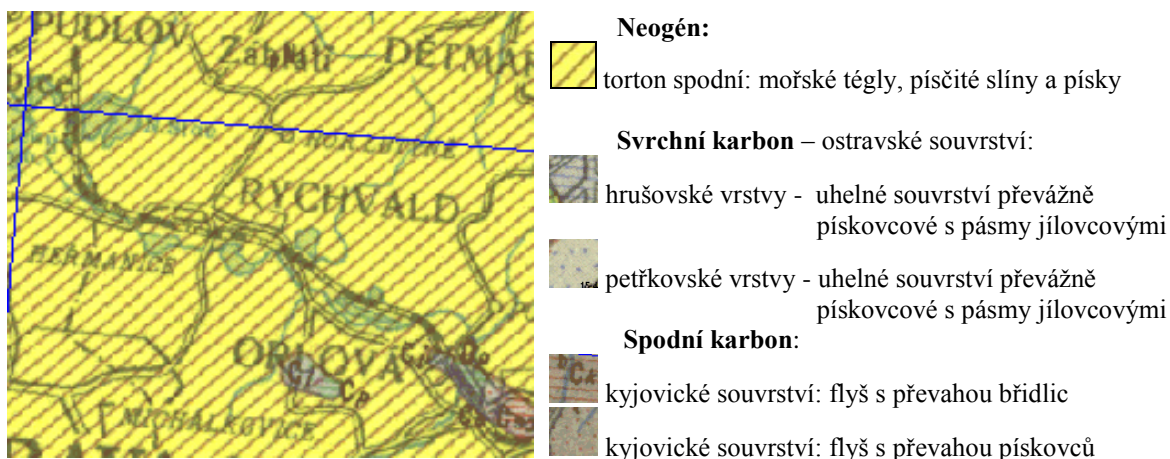 PUDLOV
Záblatí
DĚTMAR
RYCHVALD
HEŘMANICE
ORLOVÁ
MICHÁLKOVICE
Neogén:
torton spodní: mořské tégly, písčité slíny a písky
Svrchní karbon – ostravské souvrství:
hrušovské vrstvy - uhelné souvrství převážně
pískovcové s pásmy jílovcovými
petřkovské vrstvy - uhelné souvrství převážně
pískovcové s pásmy jílovcovými
Spodní karbon:
kyjovické souvrství: flyš s převahou břidlic
kyjovické souvrství: flyš s převahou pískovců